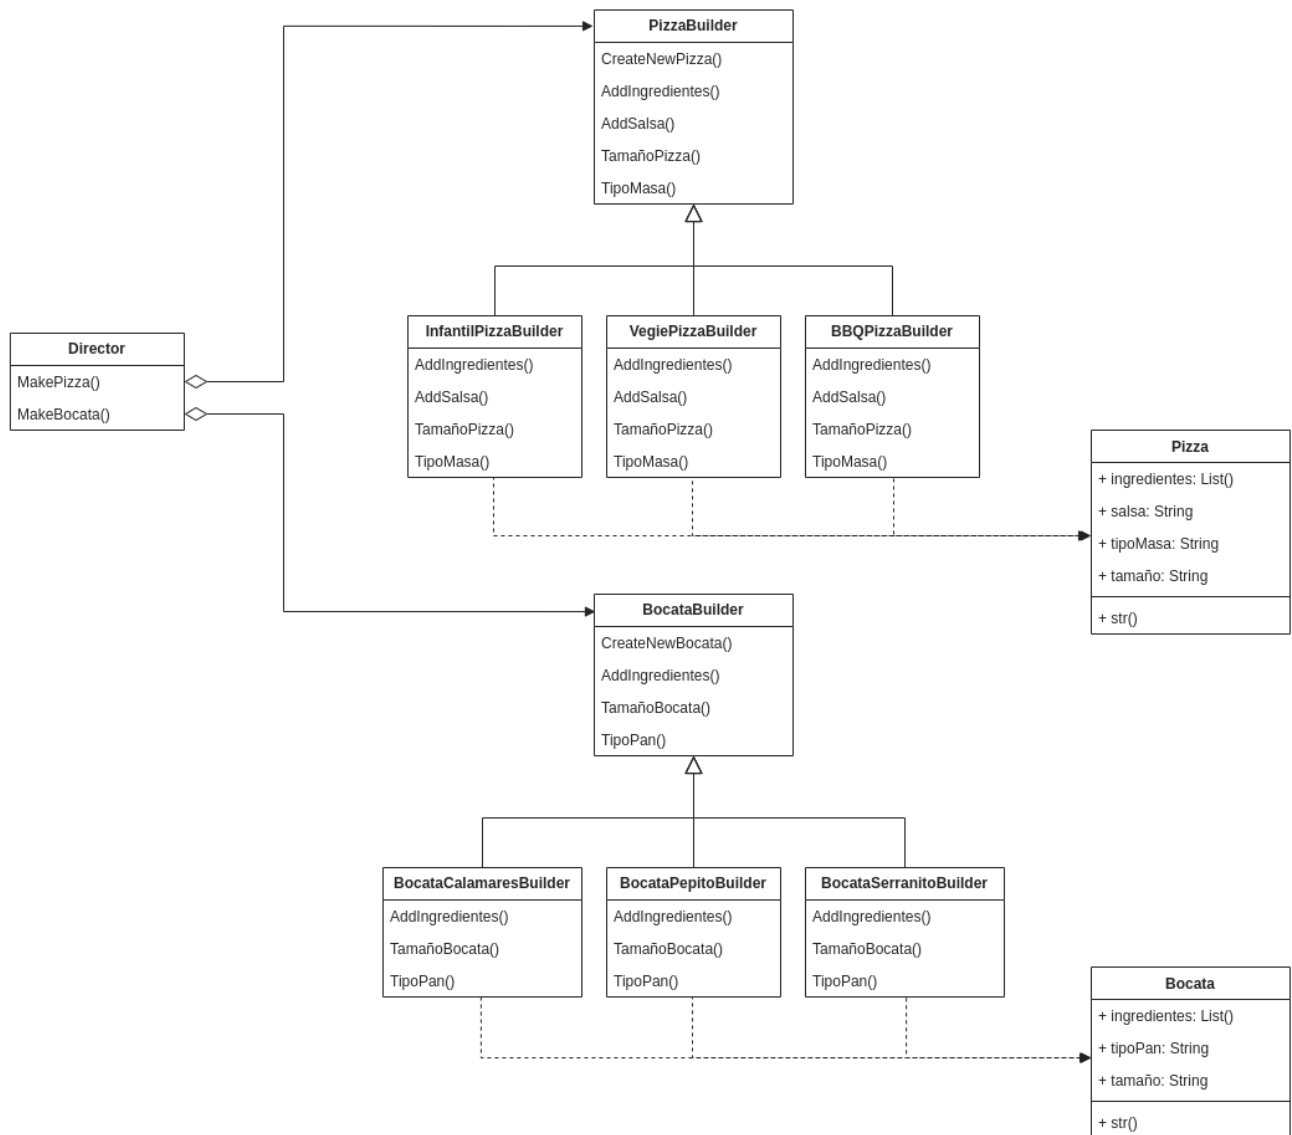 PizzaBuilder
CreateNewPizza()
AddIngredientes()
AddSalsa()
TamañoPizza()
TipoMasa()
Director
MakePizza()
MakeBocata()
InfantilPizzaBuilder
AddIngredientes()
AddSalsa()
TamañoPizza()
TipoMasa()
VegiePizzaBuilder
AddIngredientes()
AddSalsa()
TamañoPizza()
TipoMasa()
BBQPizzaBuilder
AddIngredientes()
AddSalsa()
TamañoPizza()
TipoMasa()
Pizza
+ ingredientes: List()
+ salsa: String
+ tipoMasa: String
+ tamaño: String
+ str()
BocataBuilder
CreateNewBocata()
AddIngredientes()
TamañoBocata()
TipoPan()
BocataCalamaresBuilder
AddIngredientes()
TamañoBocata()
TipoPan()
BocataPepitoBuilder
AddIngredientes()
TamañoBocata()
TipoPan()
BocataSerranitoBuilder
AddIngredientes()
TamañoBocata()
TipoPan()
Bocata
+ ingredientes: List()
+ tipoPan: String
+ tamaño: String
+ str()